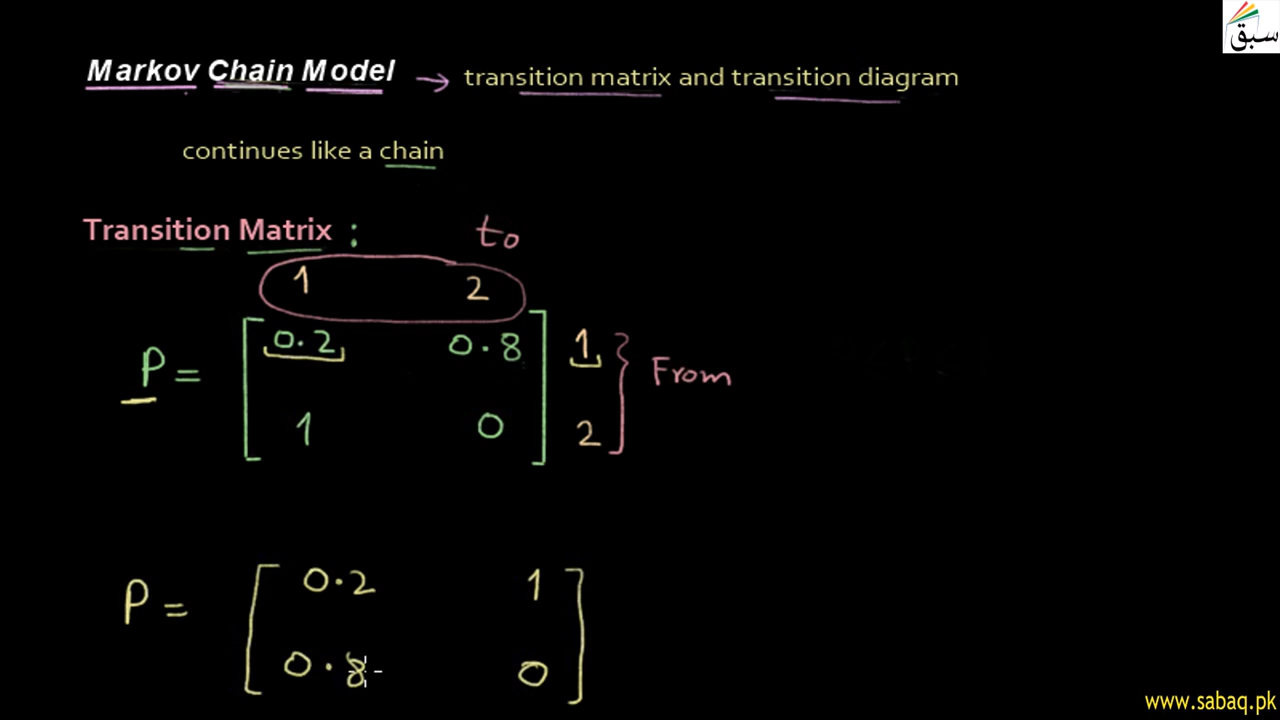 سبق
Markov Chain Model → transition matrix and transition diagram
continues like a chain
Transition Matrix :
to
1 2
P = [ 0.2 0.8 ] 1
1 0 2
} From
P = [ 0.2 1 ]
0.8 0
www.sabaq.pk